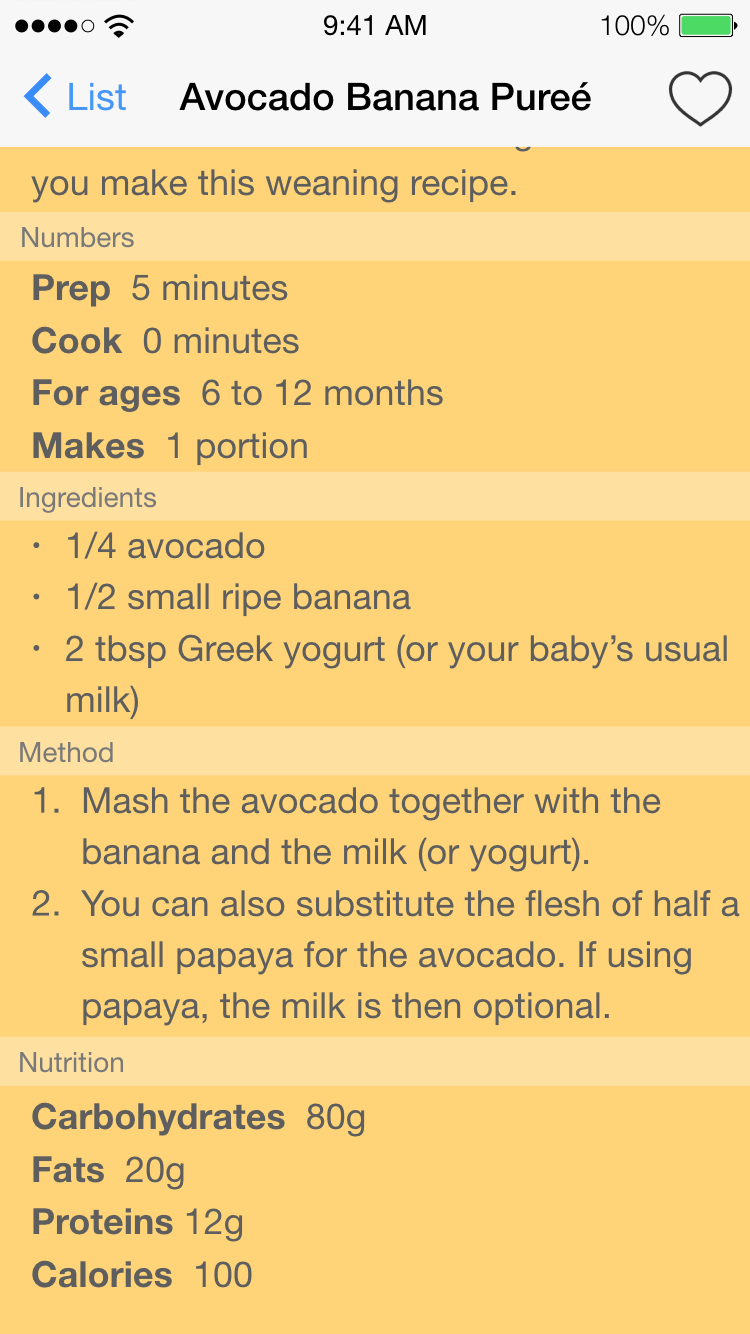 9:41 AM 100%
List Avocado Banana Pureé
you make this weaning recipe.
Numbers
Prep 5 minutes
Cook 0 minutes
For ages 6 to 12 months
Makes 1 portion
Ingredients
· 1/4 avocado
· 1/2 small ripe banana
· 2 tbsp Greek yogurt (or your baby’s usual
milk)
Method
1. Mash the avocado together with the
banana and the milk (or yogurt).
2. You can also substitute the flesh of half a
small papaya for the avocado. If using
papaya, the milk is then optional.
Nutrition
Carbohydrates 80g
Fats 20g
Proteins 12g
Calories 100